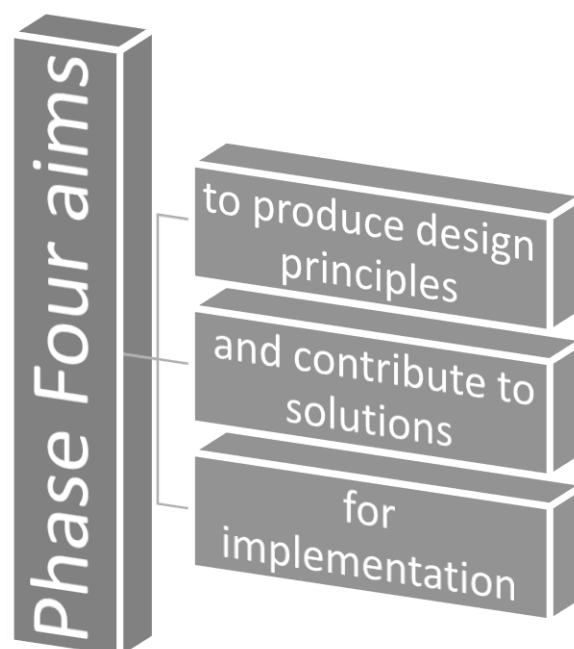 Phase Four aims
to produce design
principles
and contribute to
solutions
for
implementation